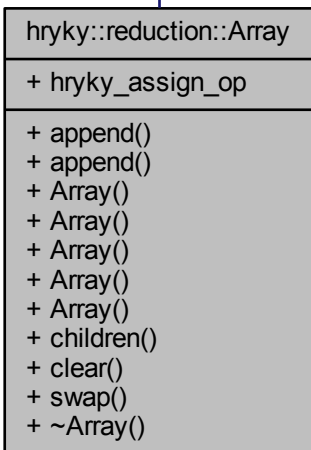 hryky::reduction::Array
+ hryky_assign_op
+ append()
+ append()
+ Array()
+ Array()
+ Array()
+ Array()
+ Array()
+ children()
+ clear()
+ swap()
+ ~Array()